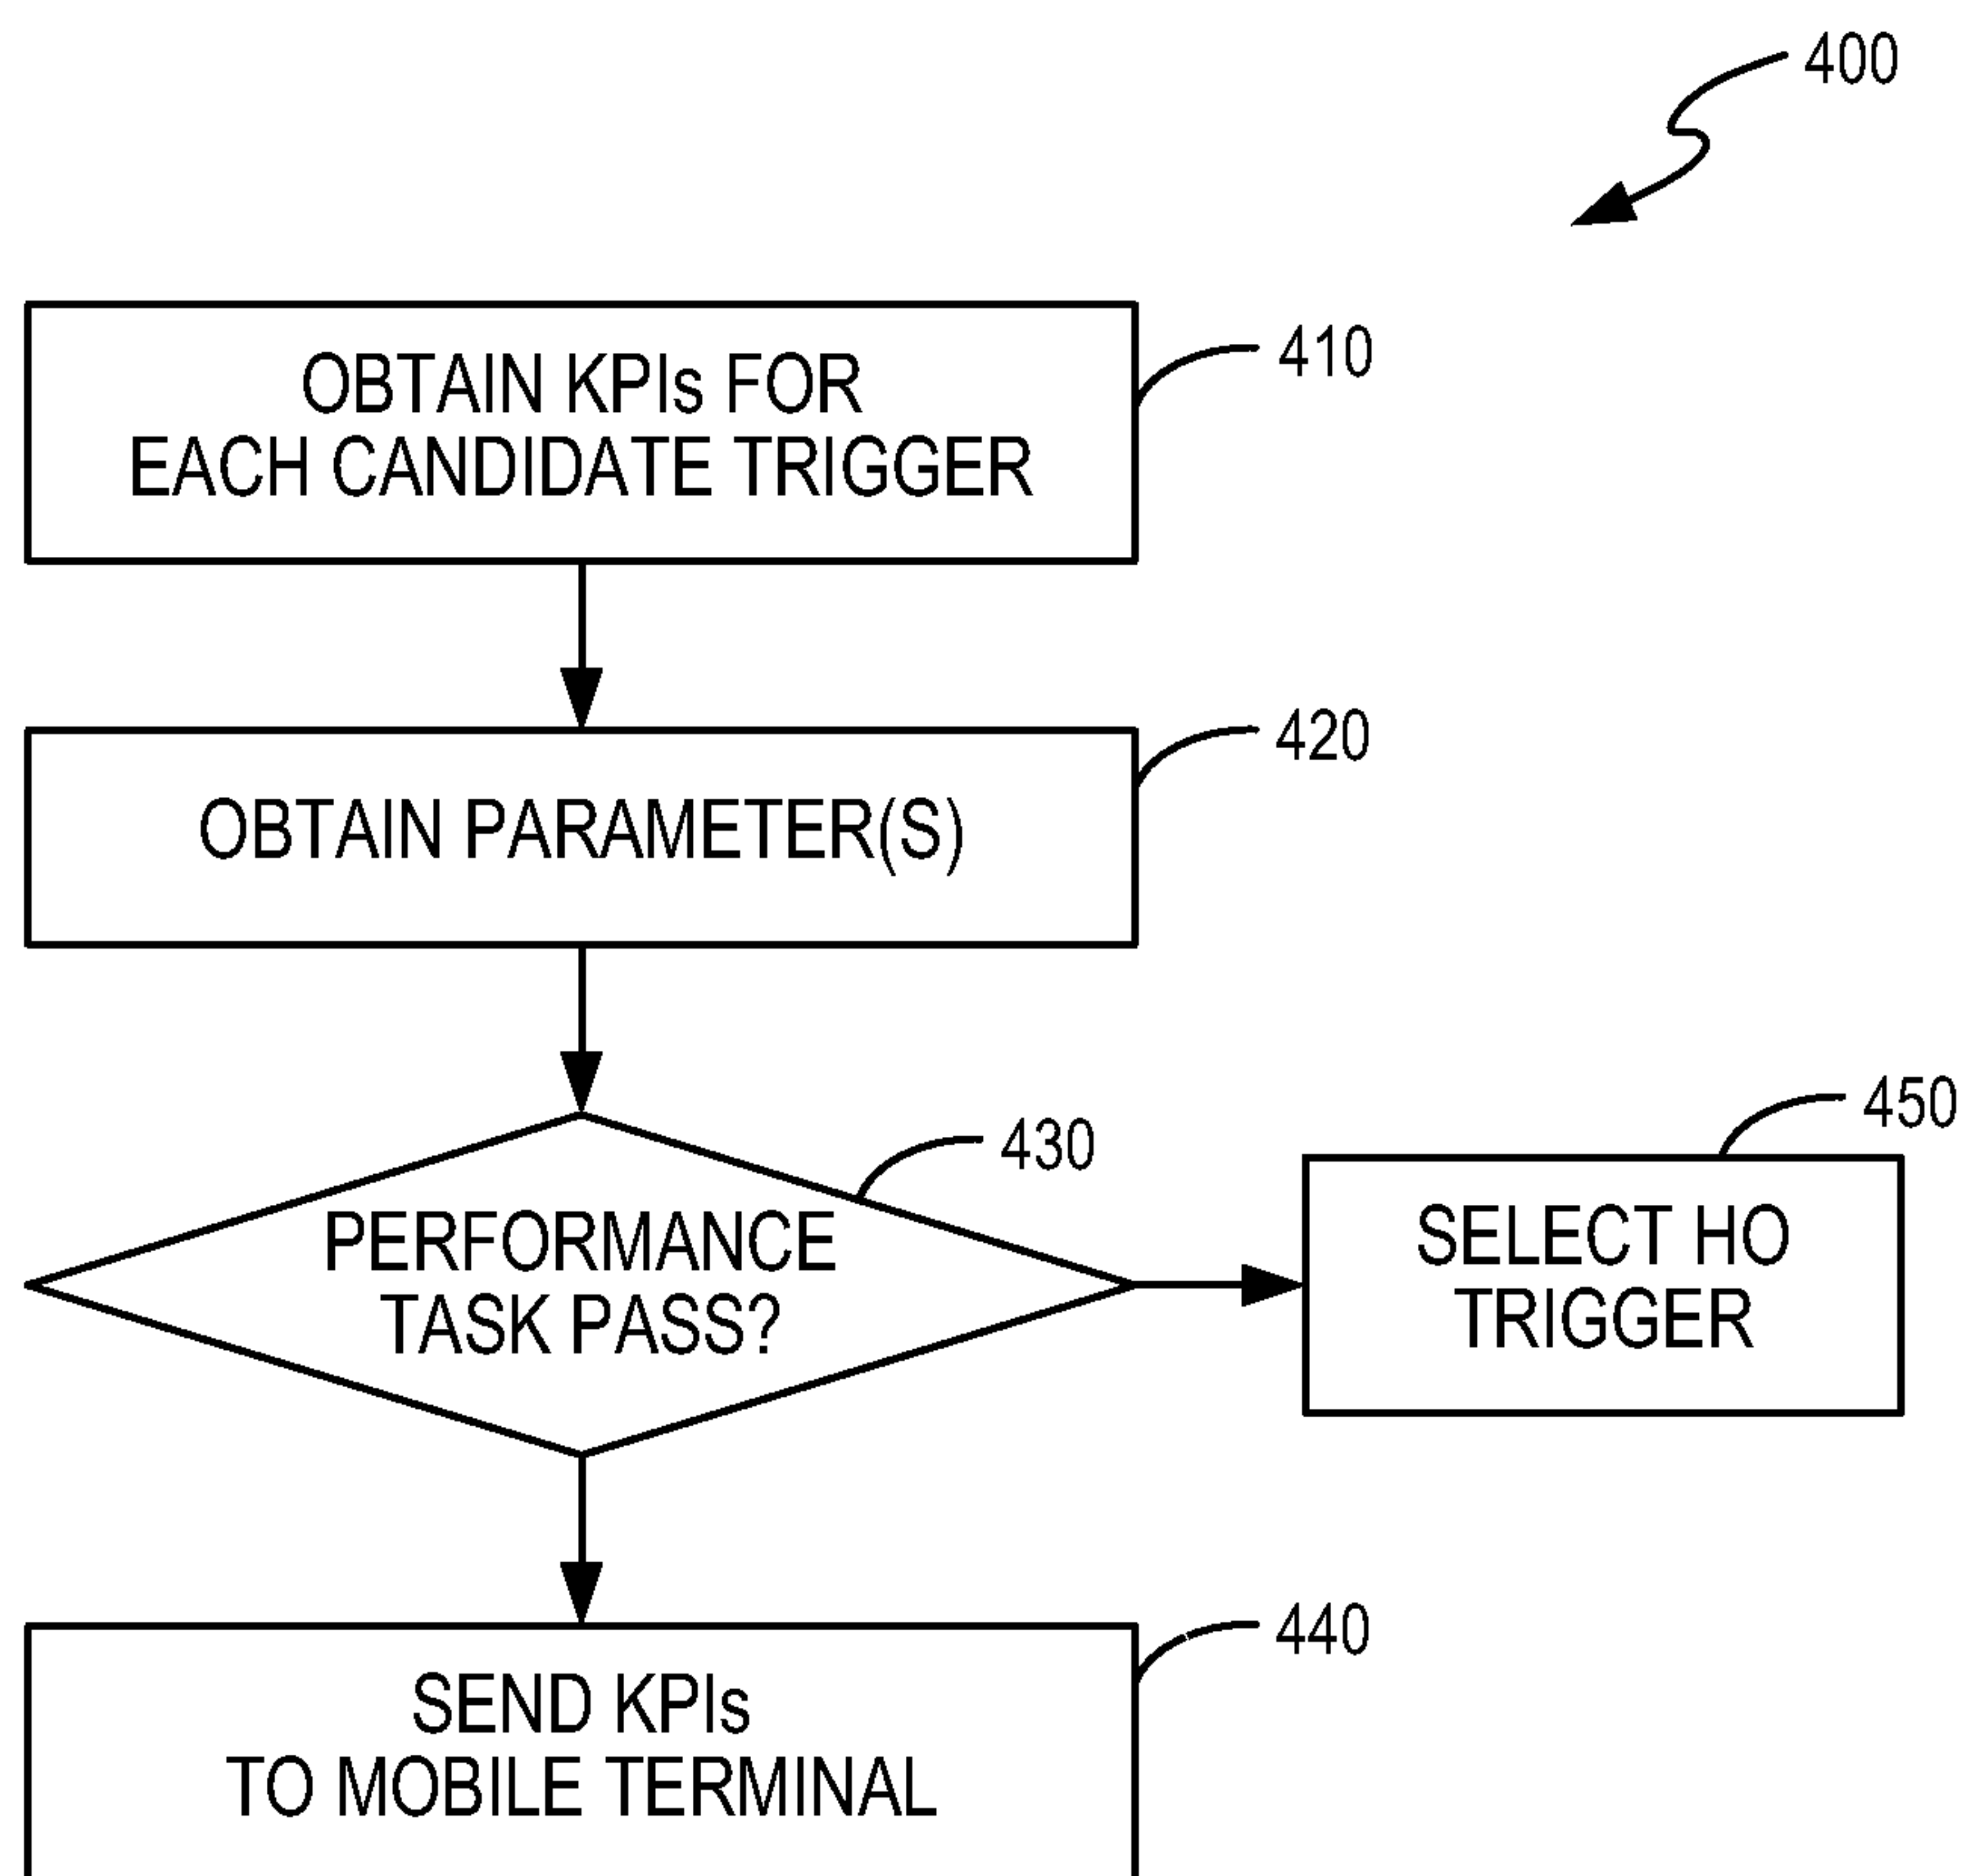 400
OBTAIN KPIs FOR
EACH CANDIDATE TRIGGER
410
OBTAIN PARAMETER(S)
420
PERFORMANCE
TASK PASS?
430
SELECT HO
TRIGGER
450
SEND KPIs
TO MOBILE TERMINAL
440